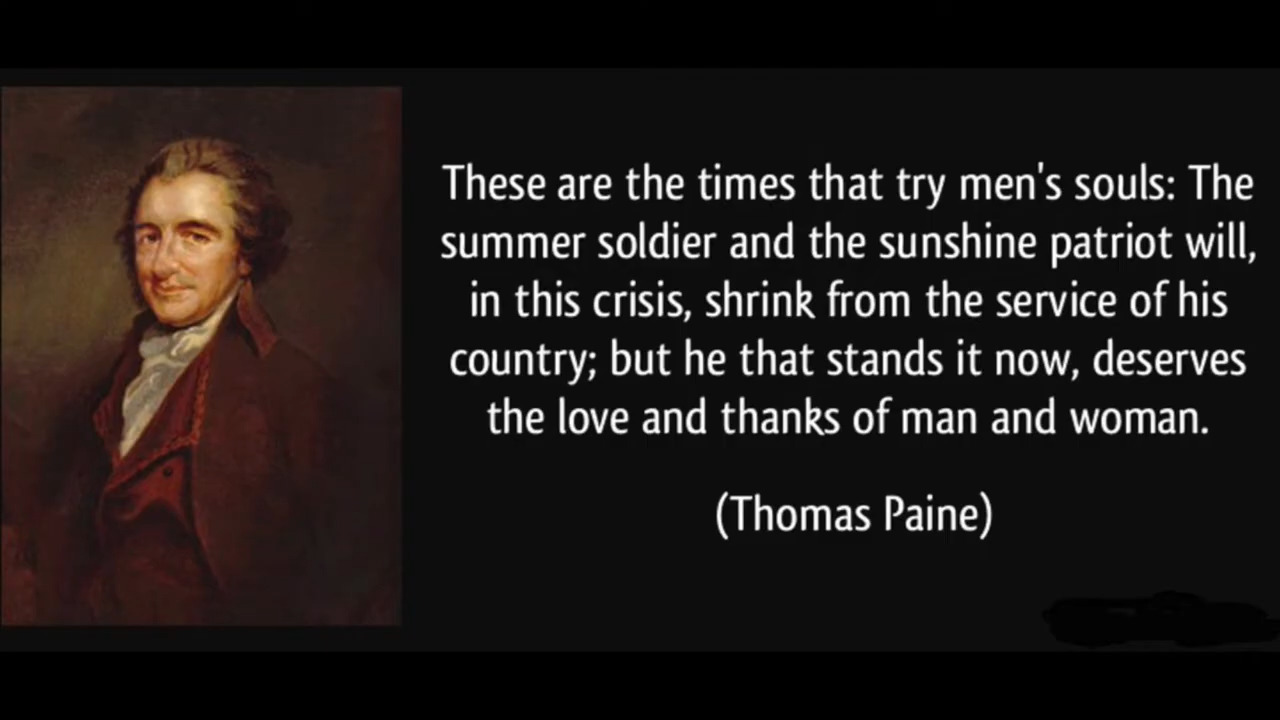 These are the times that try men's souls: The
summer soldier and the sunshine patriot will,
in this crisis, shrink from the service of his
country; but he that stands it now, deserves
the love and thanks of man and woman.
(Thomas Paine)